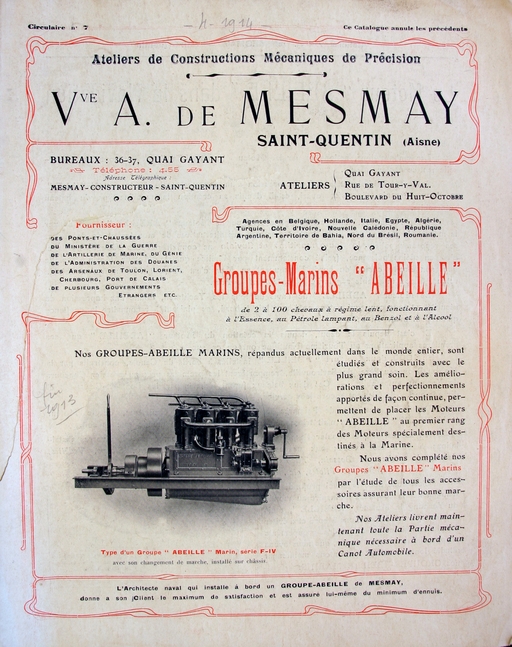 Circulaire n° 7
- 4 - 1914 -
Ce Catalogue annule les précédents
Ateliers de Constructions Mécaniques de Précision
Vve A. DE MESMAY
SAINT-QUENTIN (Aisne)
BUREAUX : 36-37, QUAI GAYANT
Téléphone : 4.55
Adresse Télégraphique :
MESMAY-CONSTRUCTEUR-SAINT-QUENTIN
ATELIERS
QUAI GAYANT
RUE DE TOUR-Y-VAL.
BOULEVARD DU HUIT-OCTOBRE
Fournisseur :
DES PONTS-ET-CHAUSSÉES
DU MINISTÈRE DE LA GUERRE
DE L'ARTILLERIE DE MARINE, DU GÉNIE
DE L'ADMINISTRATION DES DOUANES
DES ARSENAUX DE TOULON, LORIENT,
CHERBOURG, PORT DE CALAIS
DE PLUSIEURS GOUVERNEMENTS
ETRANGERS ETC.
Agences en Belgique, Hollande, Italie, Egypte, Algérie,
Turquie, Côte d'Ivoire, Nouvelle Calédonie, République
Argentine, Territoire de Bahia, Nord du Bresil, Roumanie.
Groupes-Marins "ABEILLE"
de 2 à 100 chevaux à régime lent, fonctionnant
à l'Essence, au Pétrole lampant, au Benzol et à l'Alcool
Nos GROUPES-ABEILLE MARINS, répandus actuellement dans le monde entier, sont
étudiés et construits avec le
plus grand soin. Les amélio-
rations et perfectionnements
apportés de façon continue, per-
mettent de placer les Moteurs
"ABEILLE" au premier rang
des Moteurs spécialement des-
tinés à la Marine.
Nous avons complété nos
Groupes "ABEILLE" Marins
par l'étude de tous les acces-
soires assurant leur bonne mar-
che.
Nos Ateliers livrent main-
tenant toute la Partie méca-
nique nécessaire à bord d'un
Canot Automobile.
fin
1913
Type d'un Groupe "ABEILLE" Marin, serie F-IV
avec son changement de marche, installé sur châssis.
L'Architecte naval qui installe à bord un GROUPE-ABEILLE de MESMAY,
donne a son Client le maximum de satisfaction et est assuré lui-même du minimum d'ennuis.